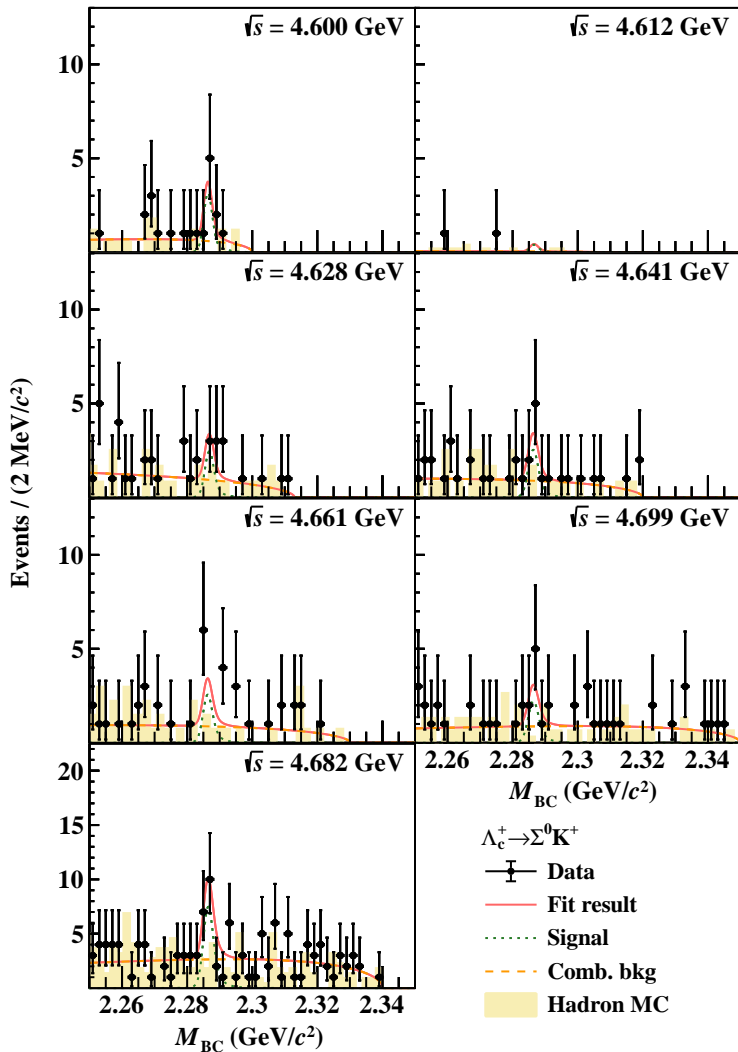 √s = 4.600 GeV
√s = 4.612 GeV
10
5
√s = 4.628 GeV
√s = 4.641 GeV
10
5
Events / (2 MeV/c²)
√s = 4.661 GeV
√s = 4.699 GeV
10
5
√s = 4.682 GeV
2.26 2.28 2.3 2.32 2.34
M_BC (GeV/c²)
20
15
10
5
2.26 2.28 2.3 2.32 2.34
M_BC (GeV/c²)
Λ_c⁺→Σ⁰K⁺
Data
Fit result
Signal
Comb. bkg
Hadron MC